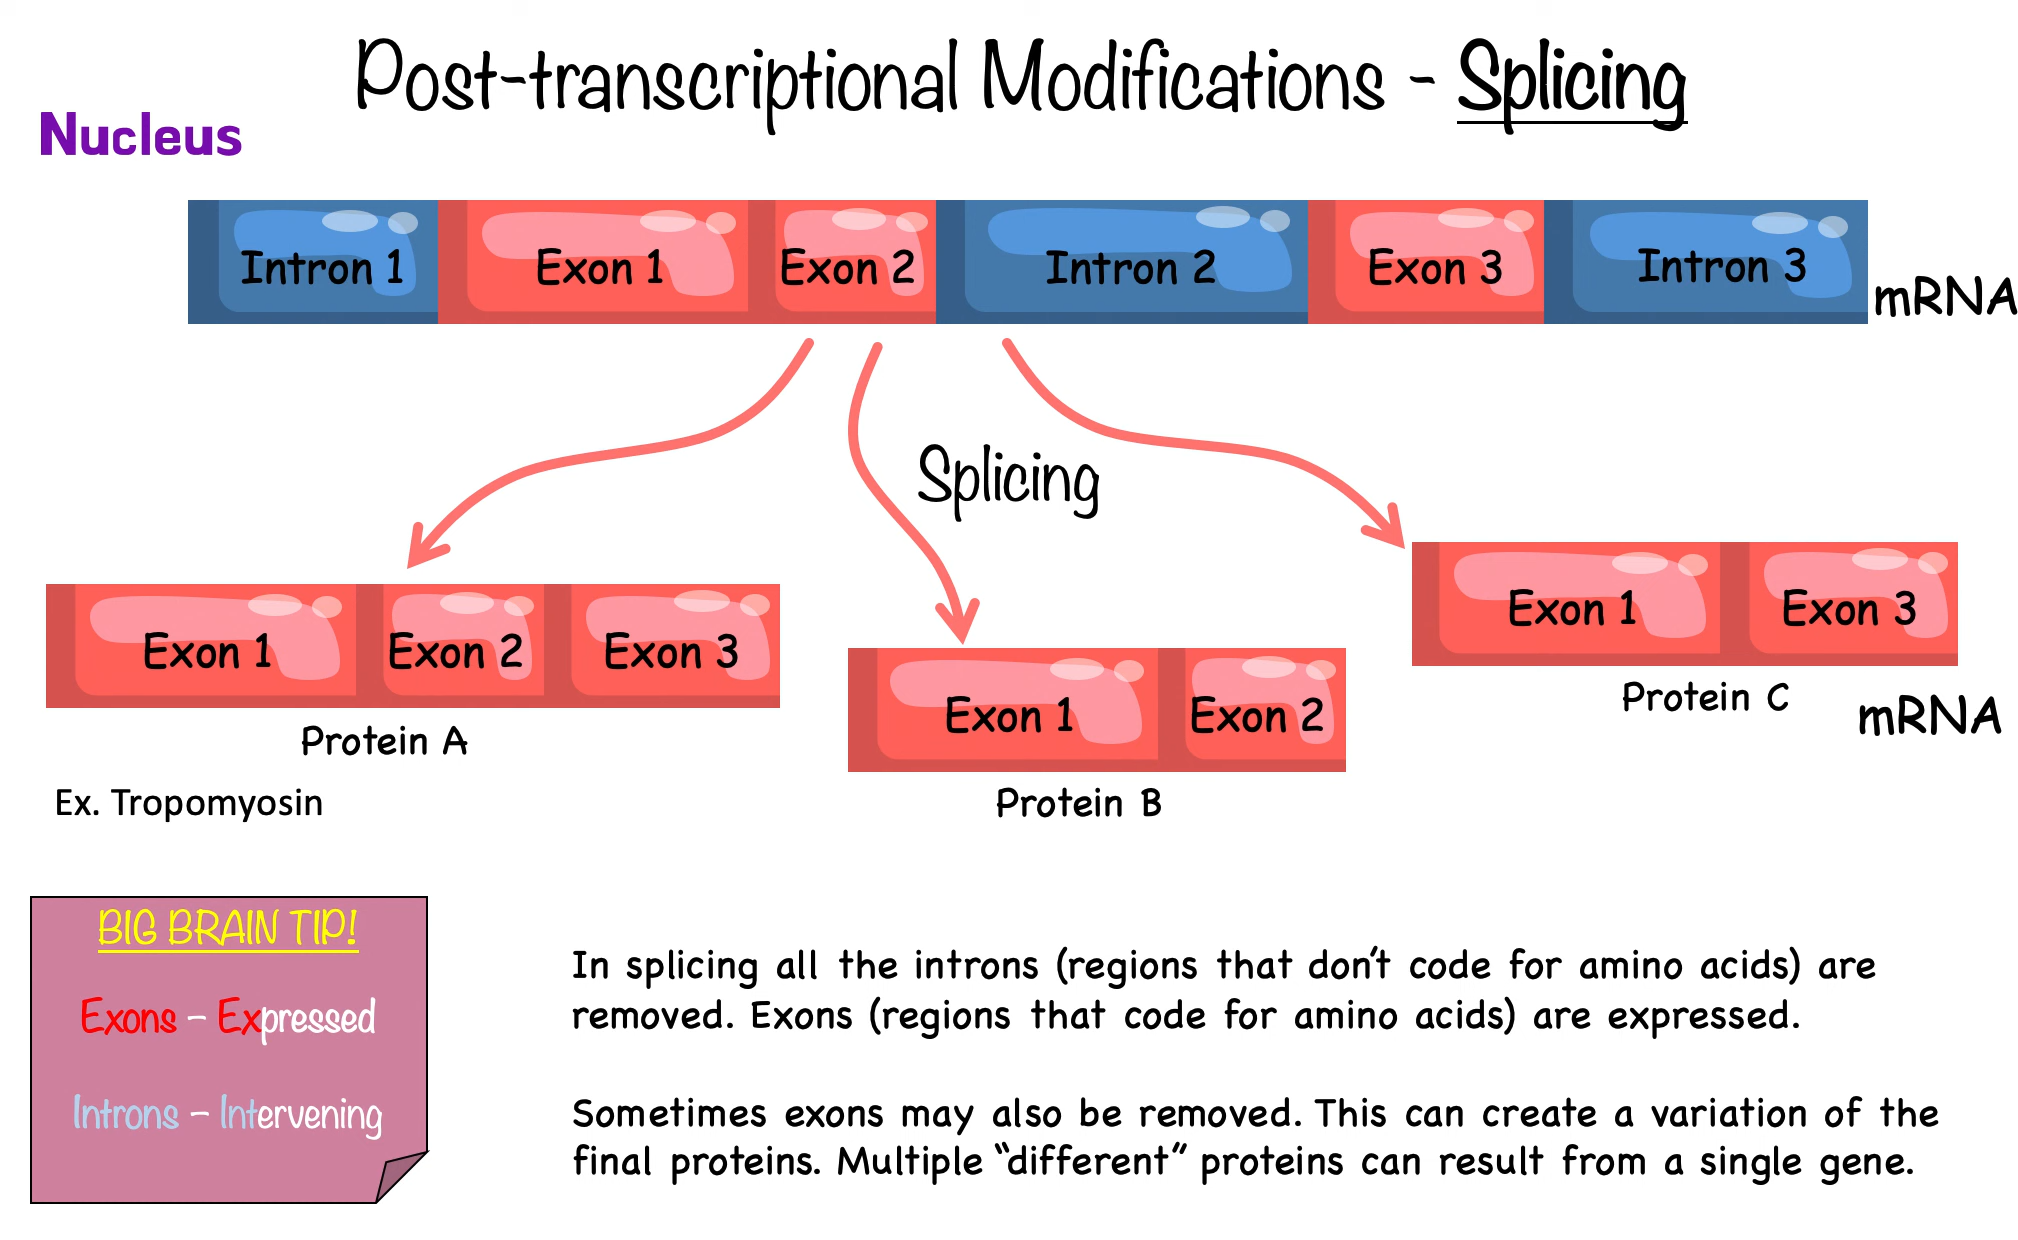 Post-transcriptional Modifications - Splicing
Nucleus
Intron 1 Exon 1 Exon 2 Intron 2 Exon 3 Intron 3
mRNA
Splicing
Exon 1 Exon 2 Exon 3
Protein A
Ex. Tropomyosin
Exon 1 Exon 2
Protein B
Exon 1 Exon 3
Protein C
mRNA
BIG BRAIN TIP!
Exons – Expressed
Introns – Intervening
In splicing all the introns (regions that don't code for amino acids) are
removed. Exons (regions that code for amino acids) are expressed.
Sometimes exons may also be removed. This can create a variation of the
final proteins. Multiple “different” proteins can result from a single gene.